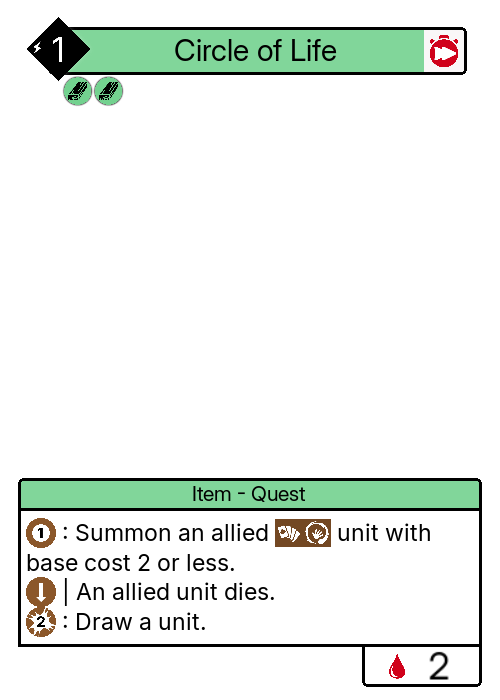 1 Circle of Life
Item - Quest
1 : Summon an allied unit with
base cost 2 or less.
| An allied unit dies.
2 : Draw a unit.
2